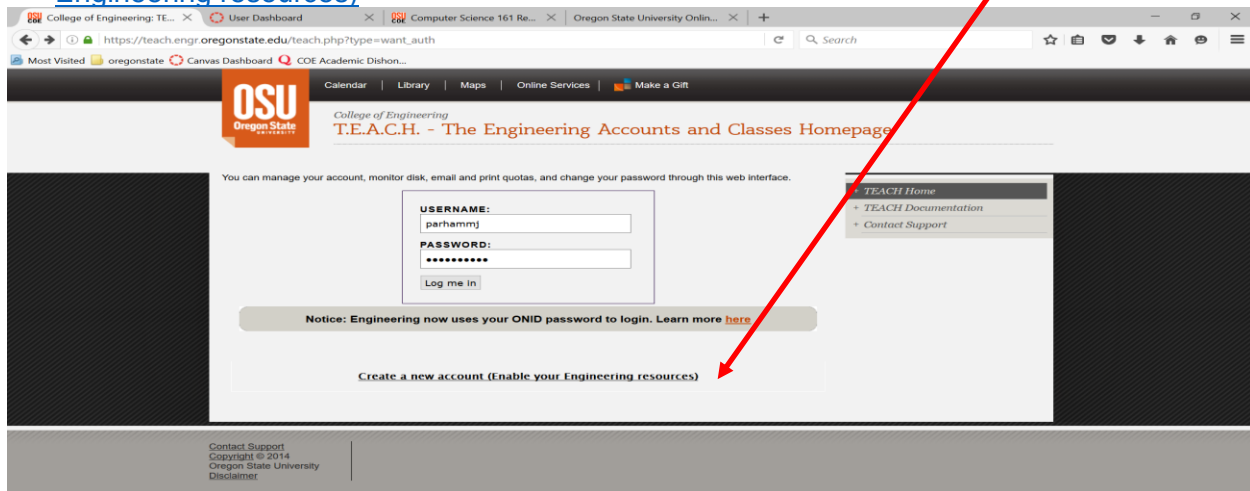 Engineering resources)
College of Engineering: TE... × User Dashboard × Computer Science 161 Re... × Oregon State University Onlin... × +
https://teach.engr.oregonstate.edu/teach.php?type=want_auth Search
Most Visited oregonstate Canvas Dashboard COE Academic Dishon...
Calendar | Library | Maps | Online Services | Make a Gift
OSU
Oregon State
UNIVERSITY
College of Engineering
T.E.A.C.H. - The Engineering Accounts and Classes Homepage
You can manage your account, monitor disk, email and print quotas, and change your password through this web interface.
USERNAME:
parhammj
PASSWORD:
••••••••••
Log me in
+ TEACH Home
+ TEACH Documentation
+ Contact Support
Notice: Engineering now uses your ONID password to login. Learn more here
Create a new account (Enable your Engineering resources)
Contact Support
Copyright © 2014
Oregon State University
Disclaimer